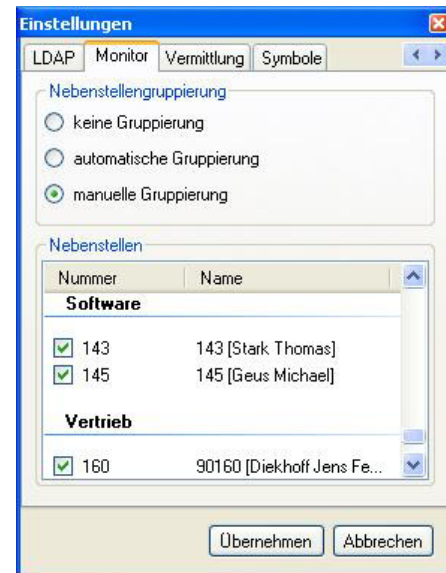 Einstellungen
LDAP Monitor Vermittlung Symbole
Nebenstellengruppierung
keine Gruppierung
automatische Gruppierung
manuelle Gruppierung
Nebenstellen
Nummer Name
Software
143 143 [Stark Thomas]
145 145 [Geus Michael]
Vertrieb
160 90160 [Diekhoff Jens Fe...
Übernehmen Abbrechen